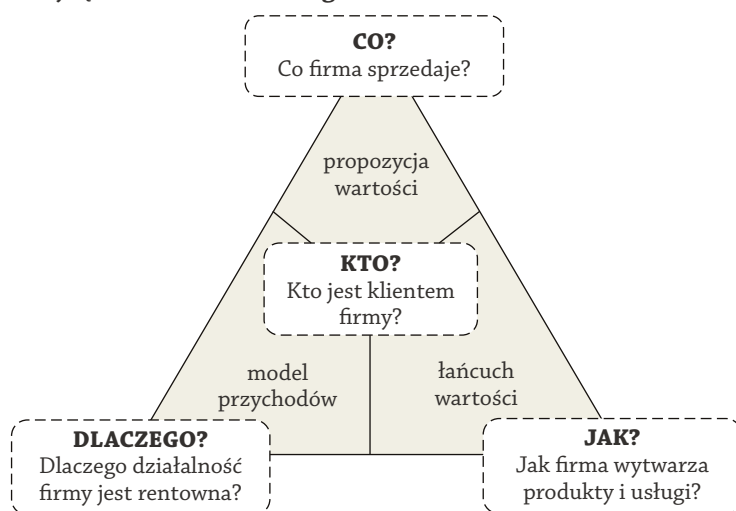 CO?
Co firma sprzedaje?
propozycja
wartości
KTO?
Kto jest klientem
firmy?
model
przychodów
łańcuch
wartości
DLACZEGO?
Dlaczego działalność
firmy jest rentowna?
JAK?
Jak firma wytwarza
produkty i usługi?